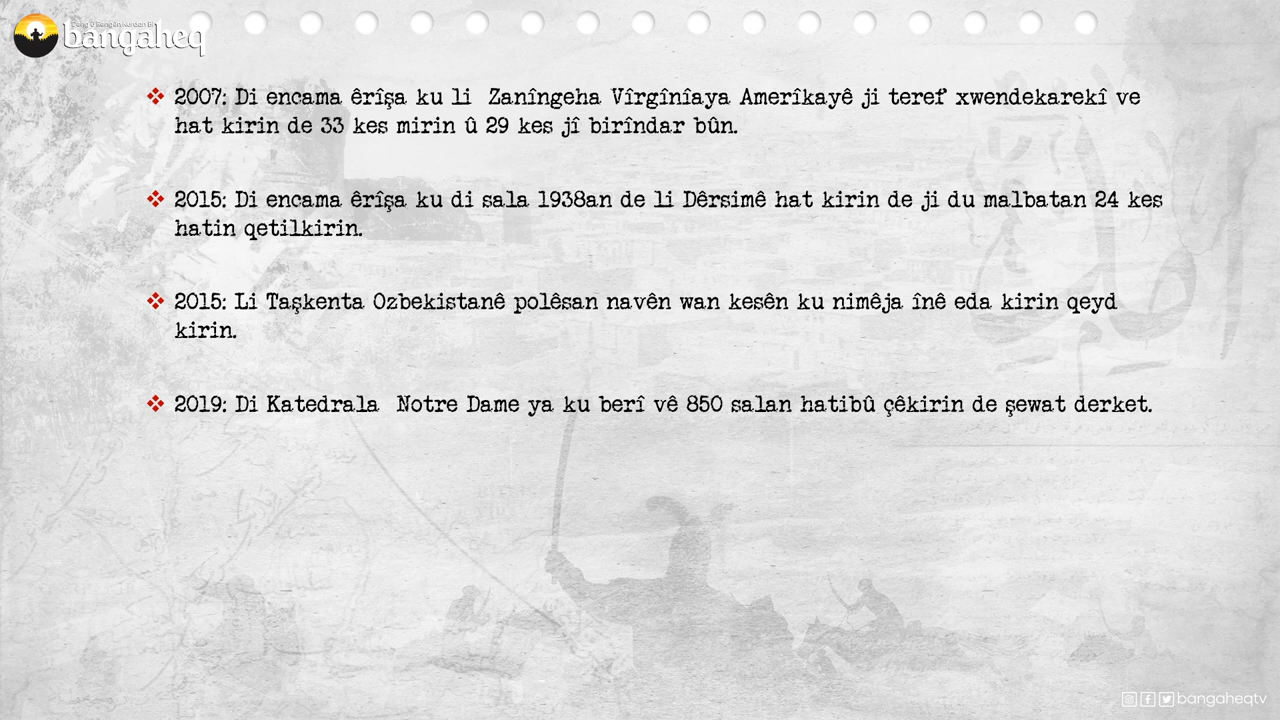 bangaheq
2007: Di encama êrîşa ku li Zanîngeha Vîrgînîaya Amerîkayê ji teref xwendekarekî ve
hat kirin de 33 kes mirin û 29 kes jî birîndar bûn.
2015: Di encama êrîşa ku di sala 1938an de li Dêrsimê hat kirin de ji du malbatan 24 kes
hatin qetilkirin.
2015: Li Taşkenta Ozbekistanê polêsan navên wan kesên ku nimêja înê eda kirin qeyd
kirin.
2019: Di Katedrala Notre Dame ya ku berî vê 850 salan hatibû çêkirin de şewat derket.
bangaheqtv